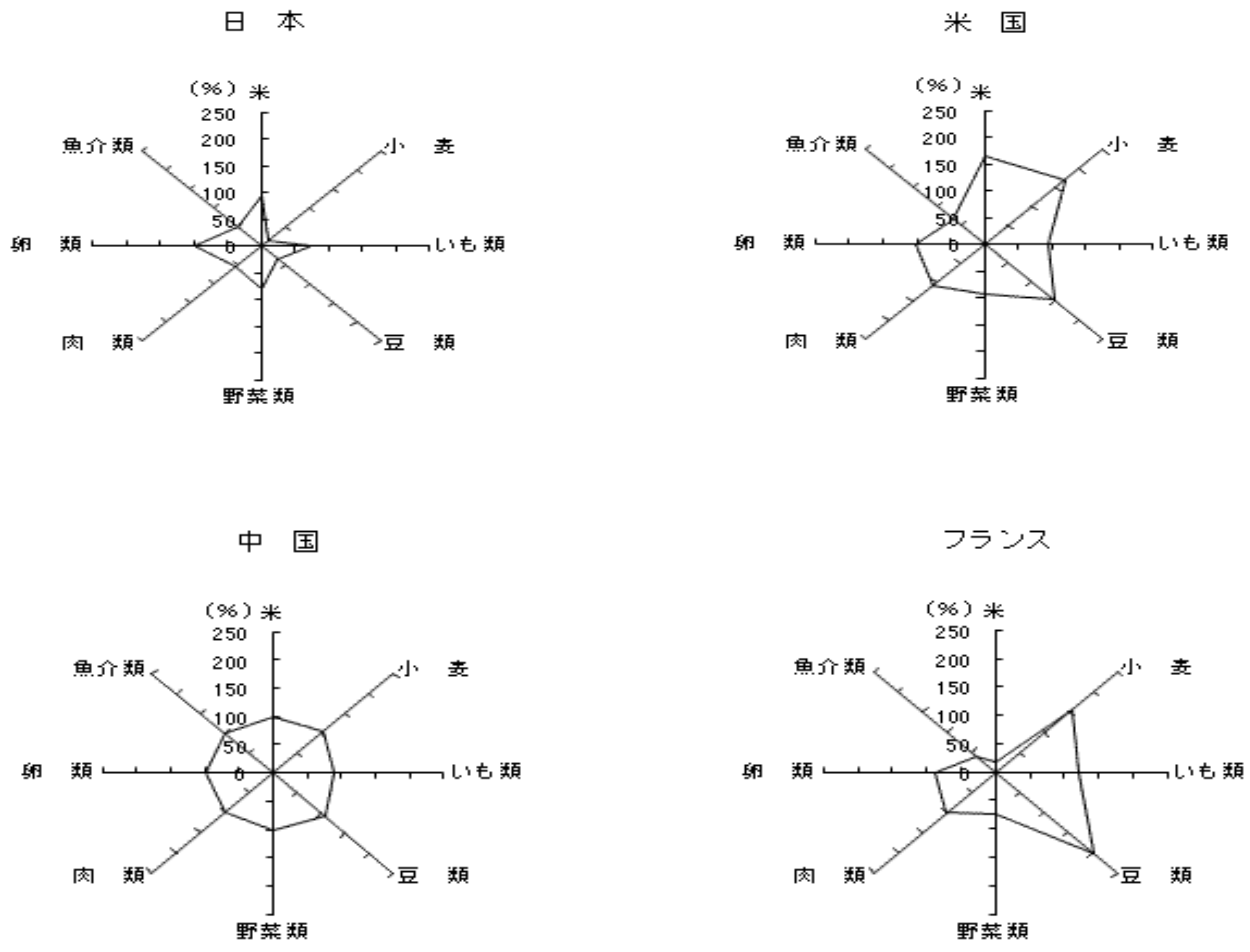 日 本
(%) 米
250
200
150
100
50
0
魚介類
小 麦
卵 類
いも類
肉 類
豆 類
野菜類
米 国
(%) 米
250
200
150
100
50
0
魚介類
小 麦
卵 類
いも類
肉 類
豆 類
野菜類
中 国
(%) 米
250
200
150
100
50
0
魚介類
小 麦
卵 類
いも類
肉 類
豆 類
野菜類
フランス
(%) 米
250
200
150
100
50
0
魚介類
小 麦
卵 類
いも類
肉 類
豆 類
野菜類